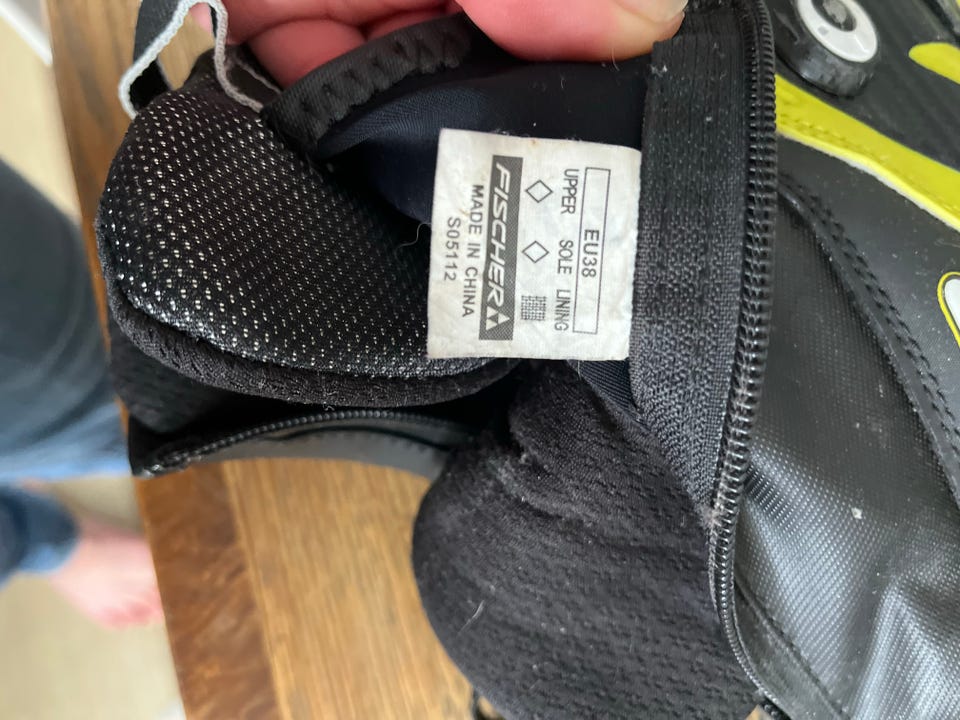 EU38
UPPER SOLE LINING
FISCHER
MADE IN CHINA
S05112